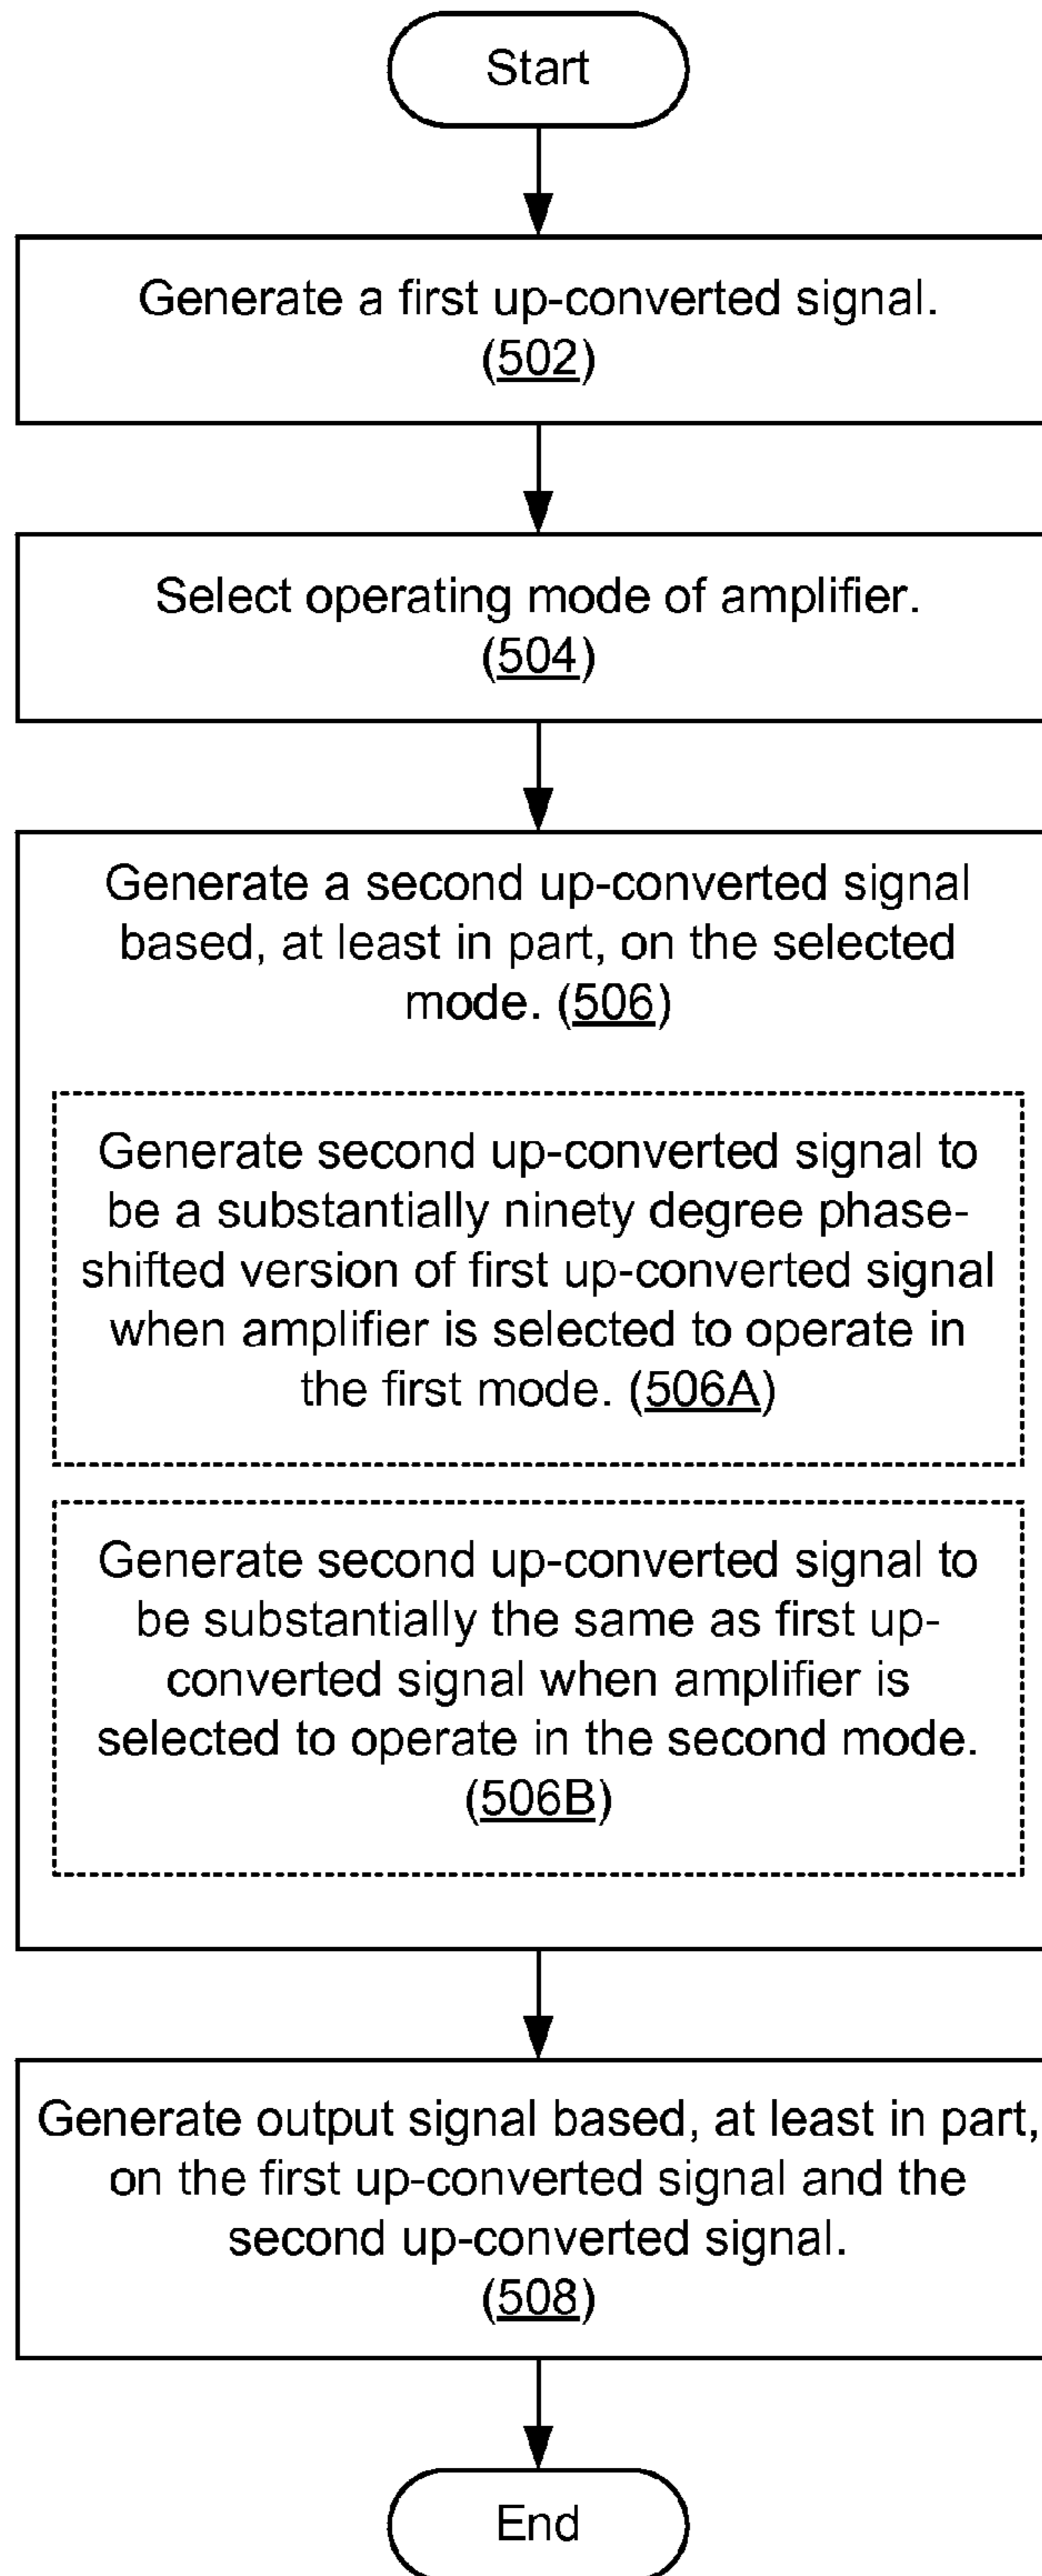 Start
Generate a first up-converted signal.
(502)
Select operating mode of amplifier.
(504)
Generate a second up-converted signal
based, at least in part, on the selected
mode. (506)
Generate second up-converted signal to
be a substantially ninety degree phase-
shifted version of first up-converted signal
when amplifier is selected to operate in
the first mode. (506A)
Generate second up-converted signal to
be substantially the same as first up-
converted signal when amplifier is
selected to operate in the second mode.
(506B)
Generate output signal based, at least in part,
on the first up-converted signal and the
second up-converted signal.
(508)
End